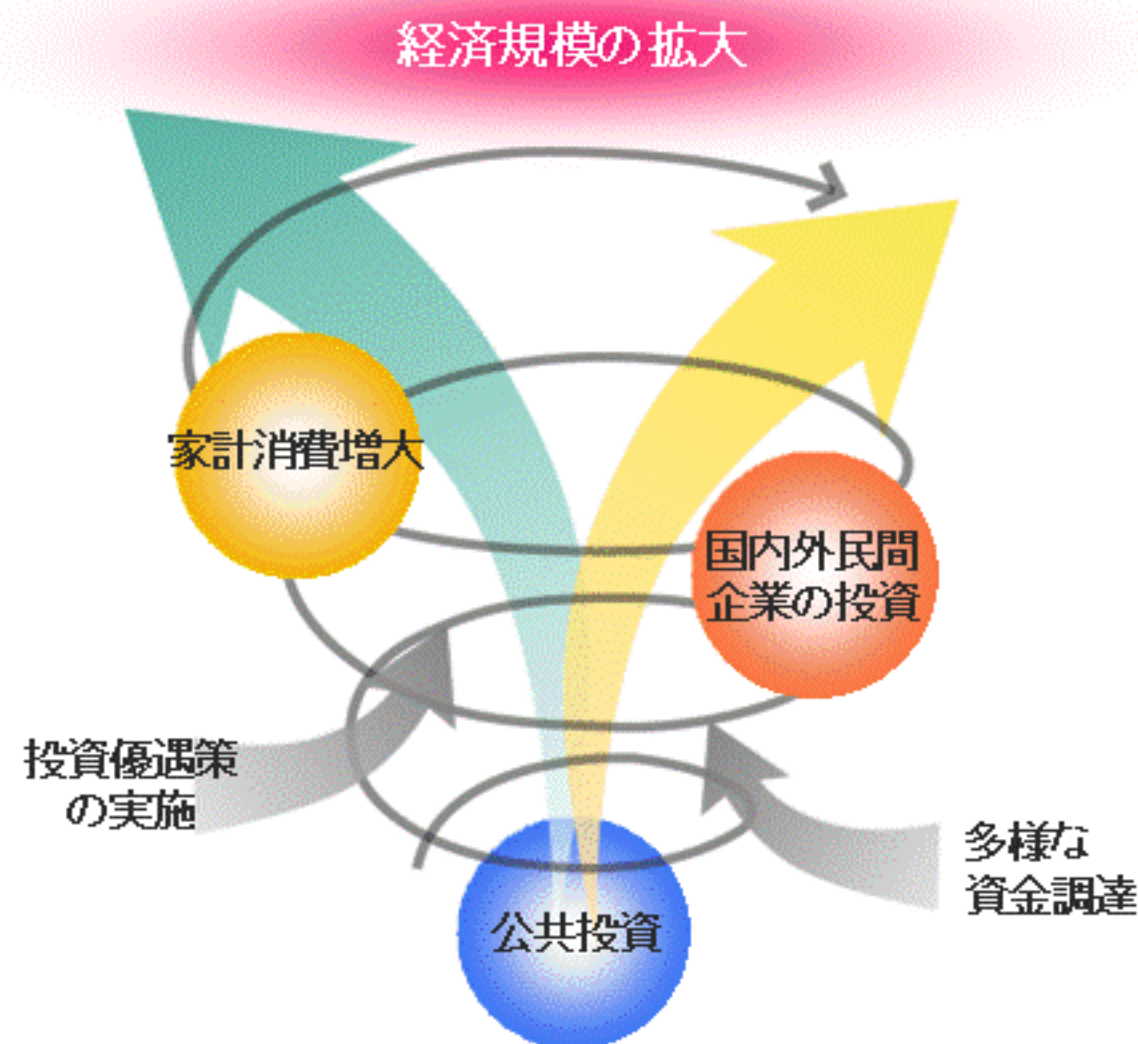 経済規模の拡大
家計消費増大
国内外民間
企業の投資
投資優遇策
の実施
多様な
資金調達
公共投資